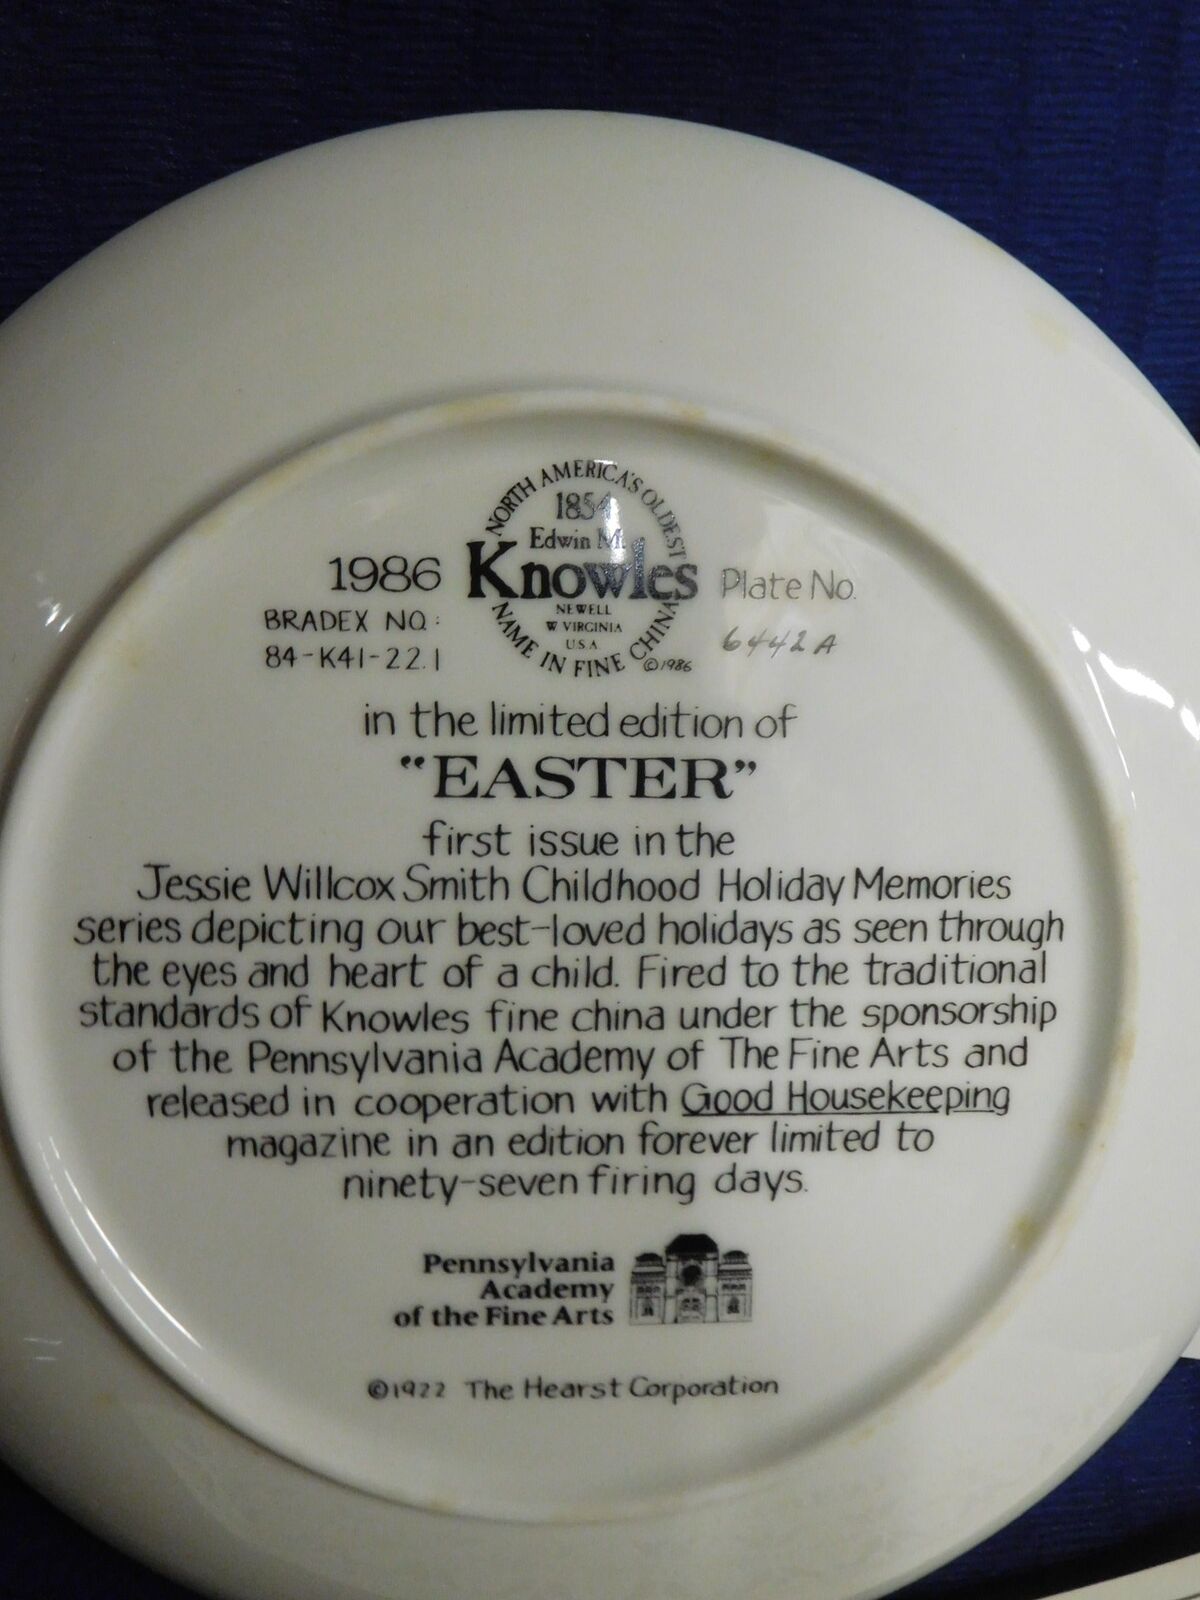 NORTH AMERICA'S OLDEST
1854
Edwin M.
Knowles
NEWELL
W VIRGINIA
U.S.A.
NAME IN FINE CHINA
©1986
1986
BRADEX NO:
84-K41-22.1
Plate No.
6442A
in the limited edition of
“EASTER”
first issue in the
Jessie Willcox Smith Childhood Holiday Memories
series depicting our best-loved holidays as seen through
the eyes and heart of a child. Fired to the traditional
standards of Knowles fine china under the sponsorship
of the Pennsylvania Academy of The Fine Arts and
released in cooperation with Good Housekeeping
magazine in an edition forever limited to
ninety-seven firing days.
Pennsylvania
Academy
of the Fine Arts
©1922 The Hearst Corporation